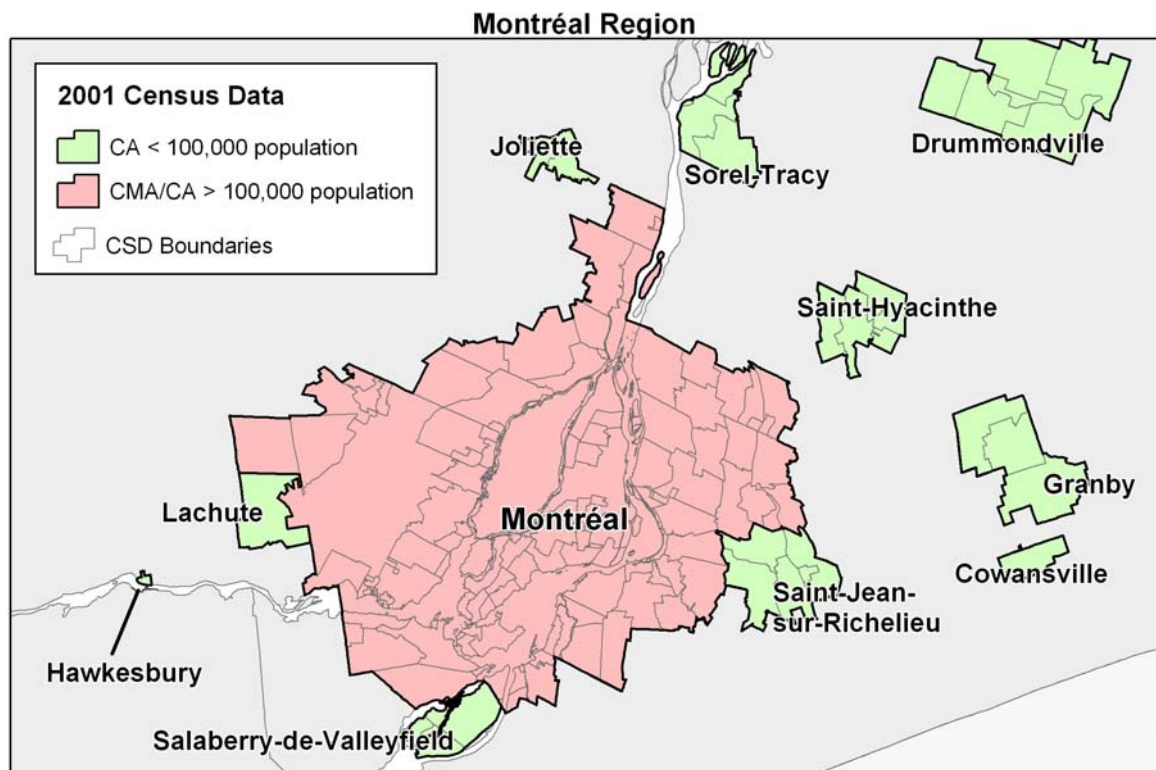 Montréal Region
2001 Census Data
CA < 100,000 population
CMA/CA > 100,000 population
CSD Boundaries
Joliette
Sorel-Tracy
Drummondville
Saint-Hyacinthe
Granby
Cowansville
Lachute
Montréal
Saint-Jean-
sur-Richelieu
Hawkesbury
Salaberry-de-Valleyfield